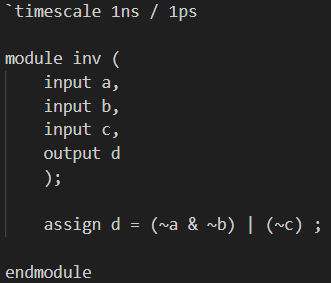 `timescale 1ns / 1ps
module inv (
input a,
input b,
input c,
output d
);
assign d = (~a & ~b) | (~c) ;
endmodule